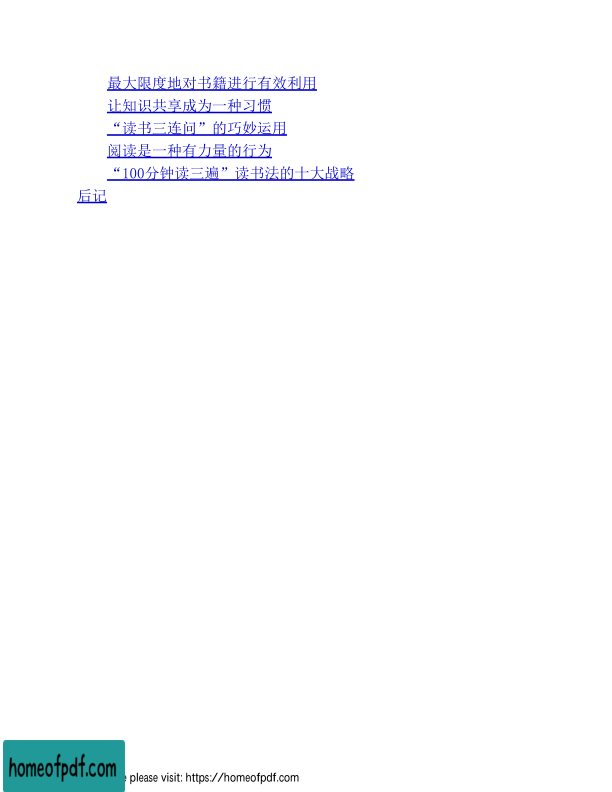 最大限度地对书籍进行有效利用
让知识共享成为一种习惯
“读书三连问”的巧妙运用
阅读是一种有力量的行为
“100分钟读三遍”读书法的十大战略
后记
homeofpdf.com
please visit: https://homeofpdf.com